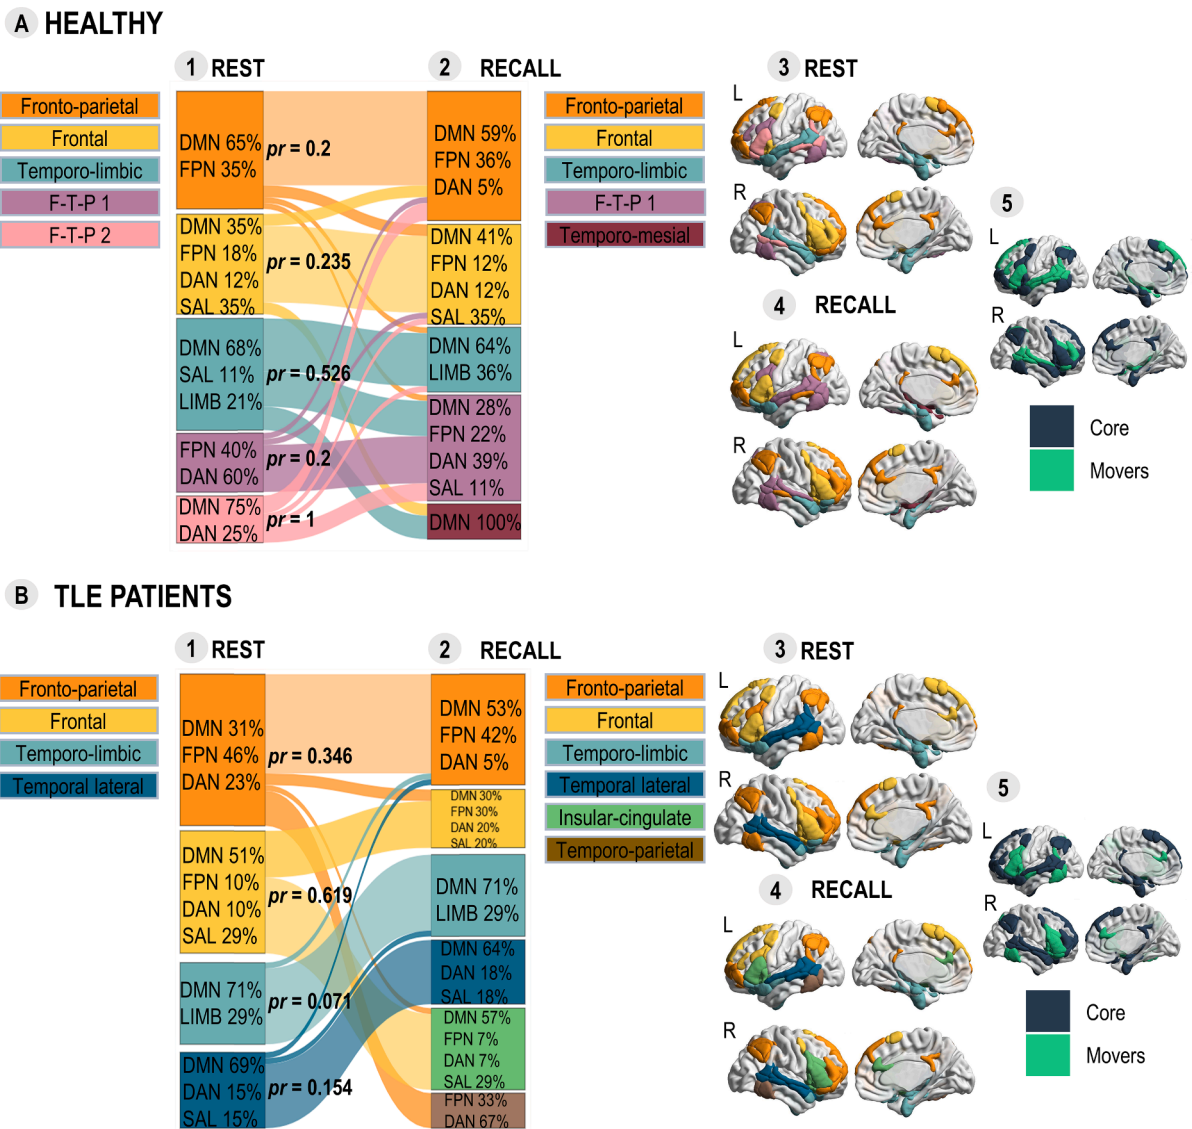 A HEALTHY
1 REST
2 RECALL
3 REST
Fronto-parietal
Frontal
Temporo-limbic
F-T-P 1
F-T-P 2
DMN 65%
FPN 35%
pr = 0.2
DMN 35%
FPN 18%
DAN 12%
SAL 35%
pr = 0.235
DMN 68%
SAL 11%
LIMB 21%
pr = 0.526
FPN 40%
DAN 60%
pr = 0.2
DMN 75%
DAN 25%
pr = 1
DMN 59%
FPN 36%
DAN 5%
DMN 41%
FPN 12%
DAN 12%
SAL 35%
DMN 64%
LIMB 36%
DMN 28%
FPN 22%
DAN 39%
SAL 11%
DMN 100%
Fronto-parietal
Frontal
Temporo-limbic
F-T-P 1
Temporo-mesial
L
R
4 RECALL
L
R
5
L
R
Core
Movers
B TLE PATIENTS
1 REST
2 RECALL
3 REST
Fronto-parietal
Frontal
Temporo-limbic
Temporal lateral
DMN 31%
FPN 46%
DAN 23%
pr = 0.346
DMN 51%
FPN 10%
DAN 10%
SAL 29%
pr = 0.619
DMN 71%
LIMB 29%
pr = 0.071
DMN 69%
DAN 15%
SAL 15%
pr = 0.154
DMN 53%
FPN 42%
DAN 5%
DMN 30%
FPN 30%
DAN 20%
SAL 20%
DMN 71%
LIMB 29%
DMN 64%
DAN 18%
SAL 18%
DMN 57%
FPN 7%
DAN 7%
SAL 29%
FPN 33%
DAN 67%
Fronto-parietal
Frontal
Temporo-limbic
Temporal lateral
Insular-cingulate
Temporo-parietal
L
R
4 RECALL
L
R
5
L
R
Core
Movers